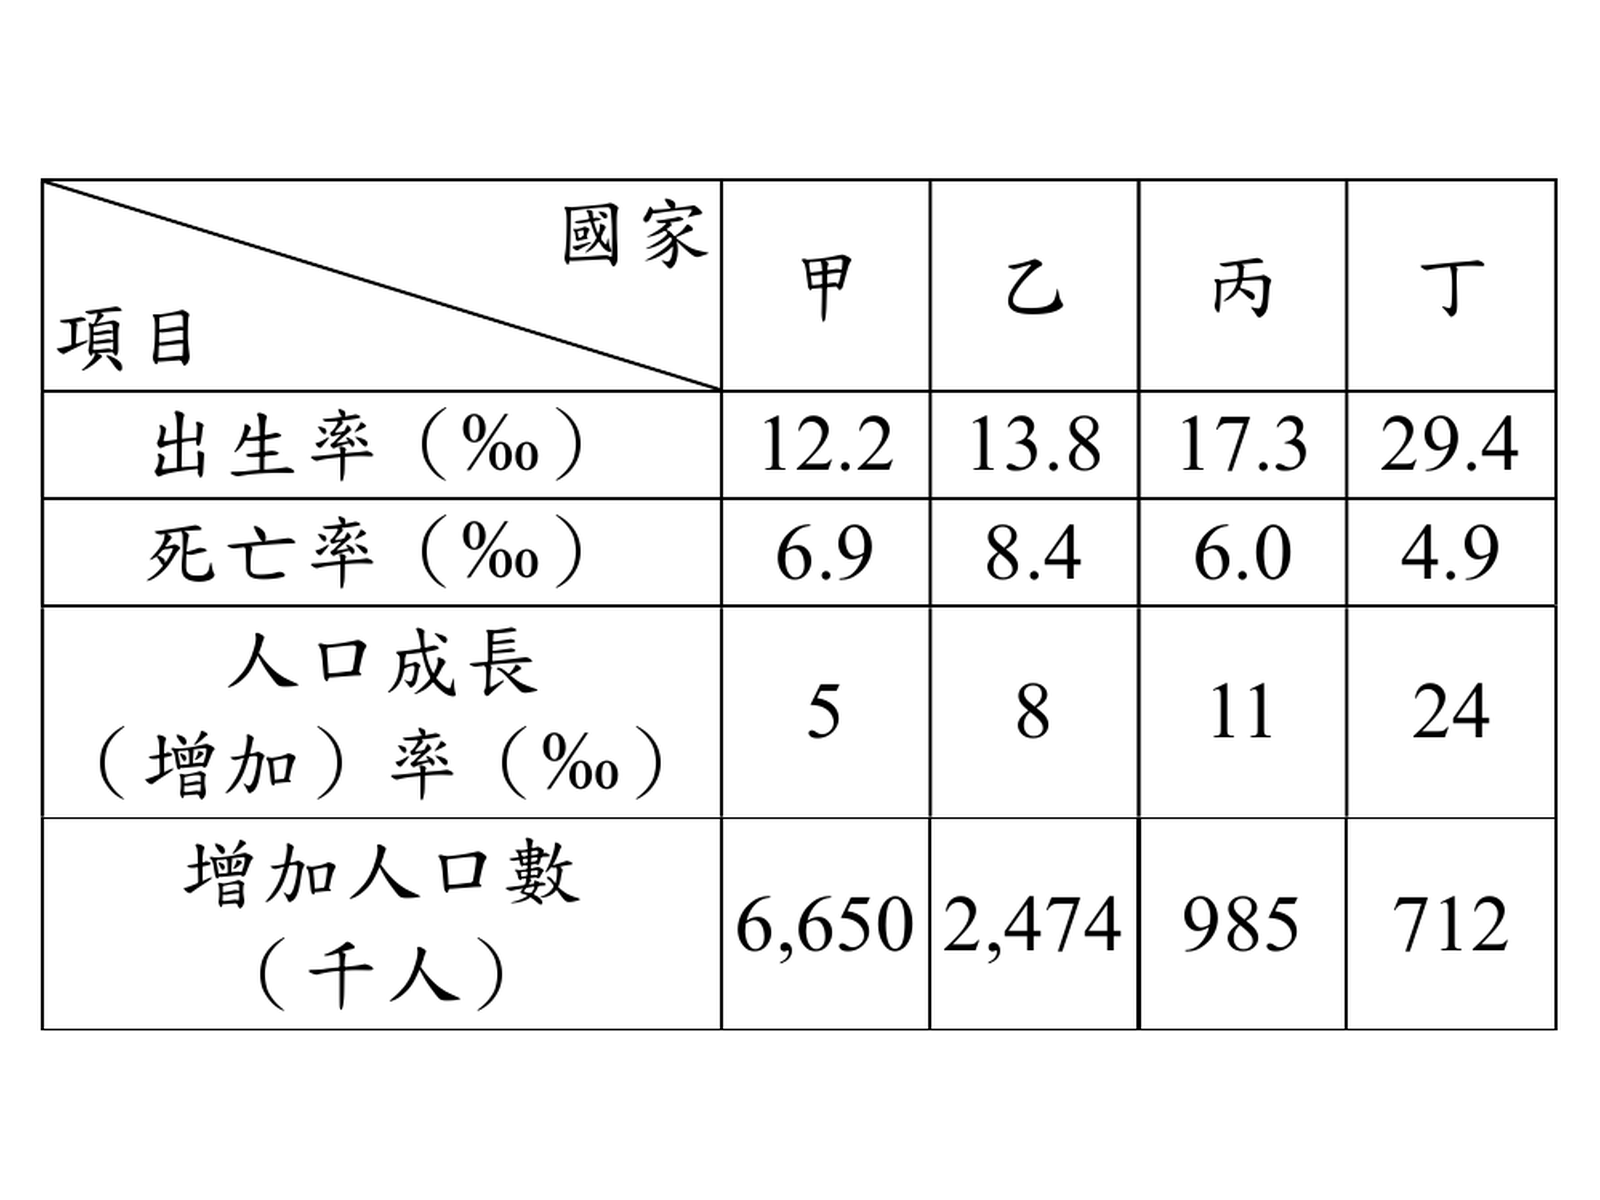 國家
項目
甲 乙 丙 丁
出生率（‰） 12.2 13.8 17.3 29.4
死亡率（‰） 6.9 8.4 6.0 4.9
人口成長
（增加）率（‰） 5 8 11 24
增加人口數
（千人） 6,650 2,474 985 712